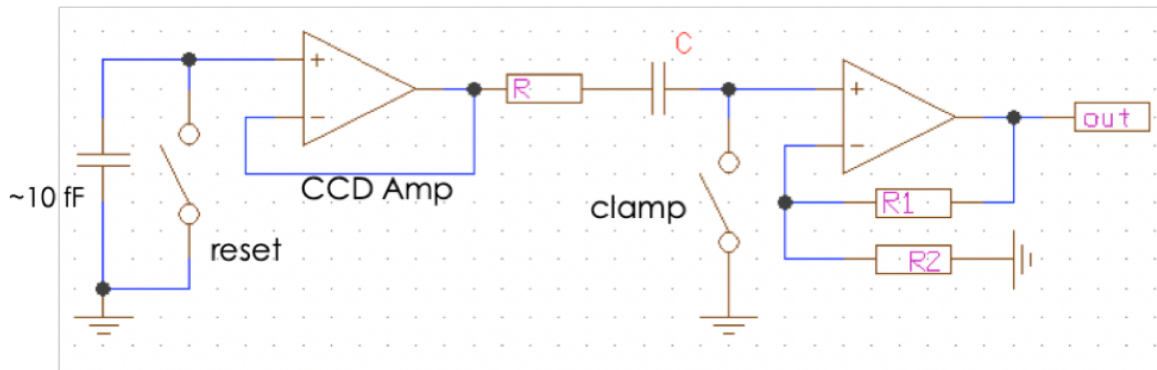 C
+
R
+
out
−
−
CCD Amp
~10 fF
clamp
R1
reset
R2